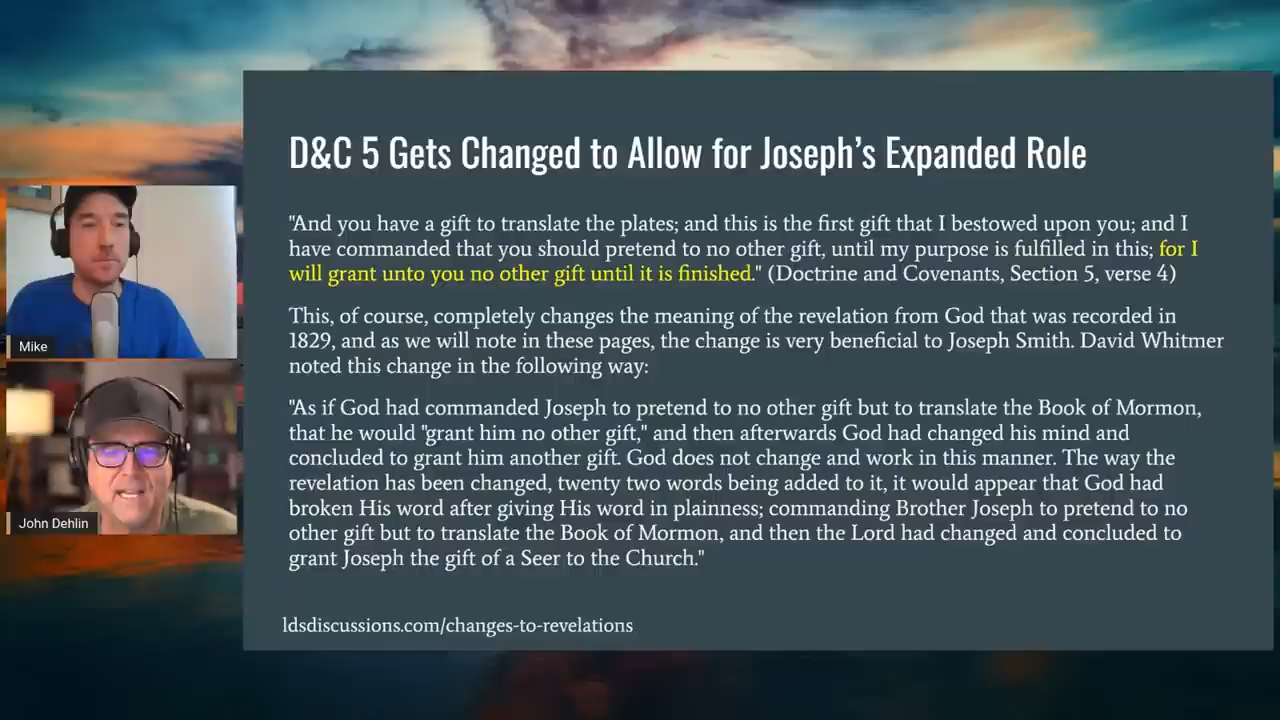 D&C 5 Gets Changed to Allow for Joseph's Expanded Role
"And you have a gift to translate the plates; and this is the first gift that I bestowed upon you; and I
have commanded that you should pretend to no other gift, until my purpose is fulfilled in this; for I
will grant unto you no other gift until it is finished." (Doctrine and Covenants, Section 5, verse 4)
This, of course, completely changes the meaning of the revelation from God that was recorded in
1829, and as we will note in these pages, the change is very beneficial to Joseph Smith. David Whitmer
noted this change in the following way:
"As if God had commanded Joseph to pretend to no other gift but to translate the Book of Mormon,
that he would "grant him no other gift," and then afterwards God had changed his mind and
concluded to grant him another gift. God does not change and work in this manner. The way the
revelation has been changed, twenty two words being added to it, it would appear that God had
broken His word after giving His word in plainness; commanding Brother Joseph to pretend to no
other gift but to translate the Book of Mormon, and then the Lord had changed and concluded to
grant Joseph the gift of a Seer to the Church."
ldsdiscussions.com/changes-to-revelations
Mike
John Dehlin